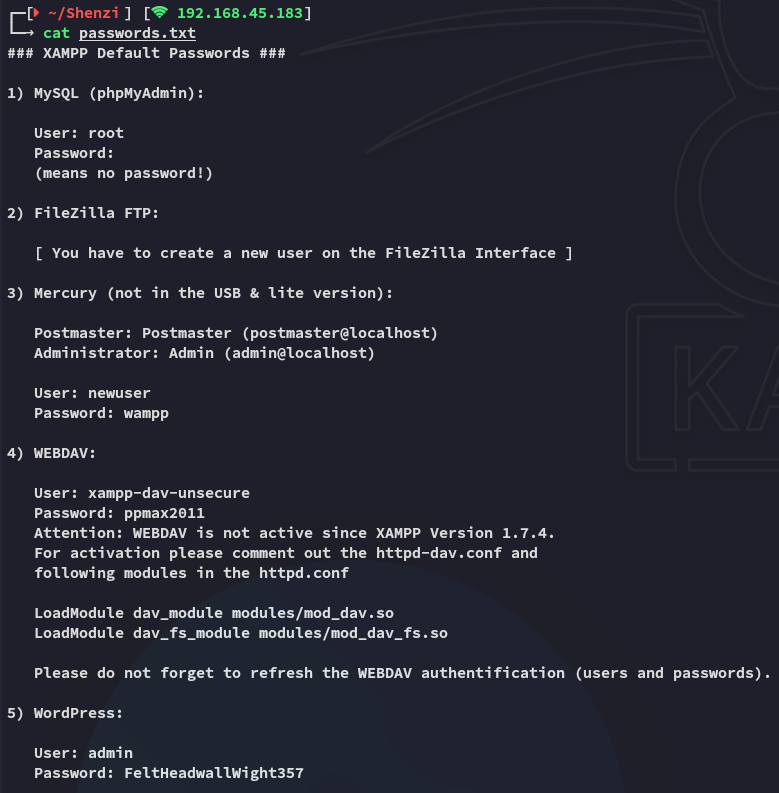 [~/Shenzi] [192.168.45.183]
cat passwords.txt
### XAMPP Default Passwords ###
1) MySQL (phpMyAdmin):
User: root
Password:
(means no password!)
2) FileZilla FTP:
[ You have to create a new user on the FileZilla Interface ]
3) Mercury (not in the USB & lite version):
Postmaster: Postmaster (postmaster@localhost)
Administrator: Admin (admin@localhost)
User: newuser
Password: wampp
4) WEBDAV:
User: xampp-dav-unsecure
Password: ppmax2011
Attention: WEBDAV is not active since XAMPP Version 1.7.4.
For activation please comment out the httpd-dav.conf and
following modules in the httpd.conf
LoadModule dav_module modules/mod_dav.so
LoadModule dav_fs_module modules/mod_dav_fs.so
Please do not forget to refresh the WEBDAV authentification (users and passwords).
5) WordPress:
User: admin
Password: FeltHeadwallWight357
KA